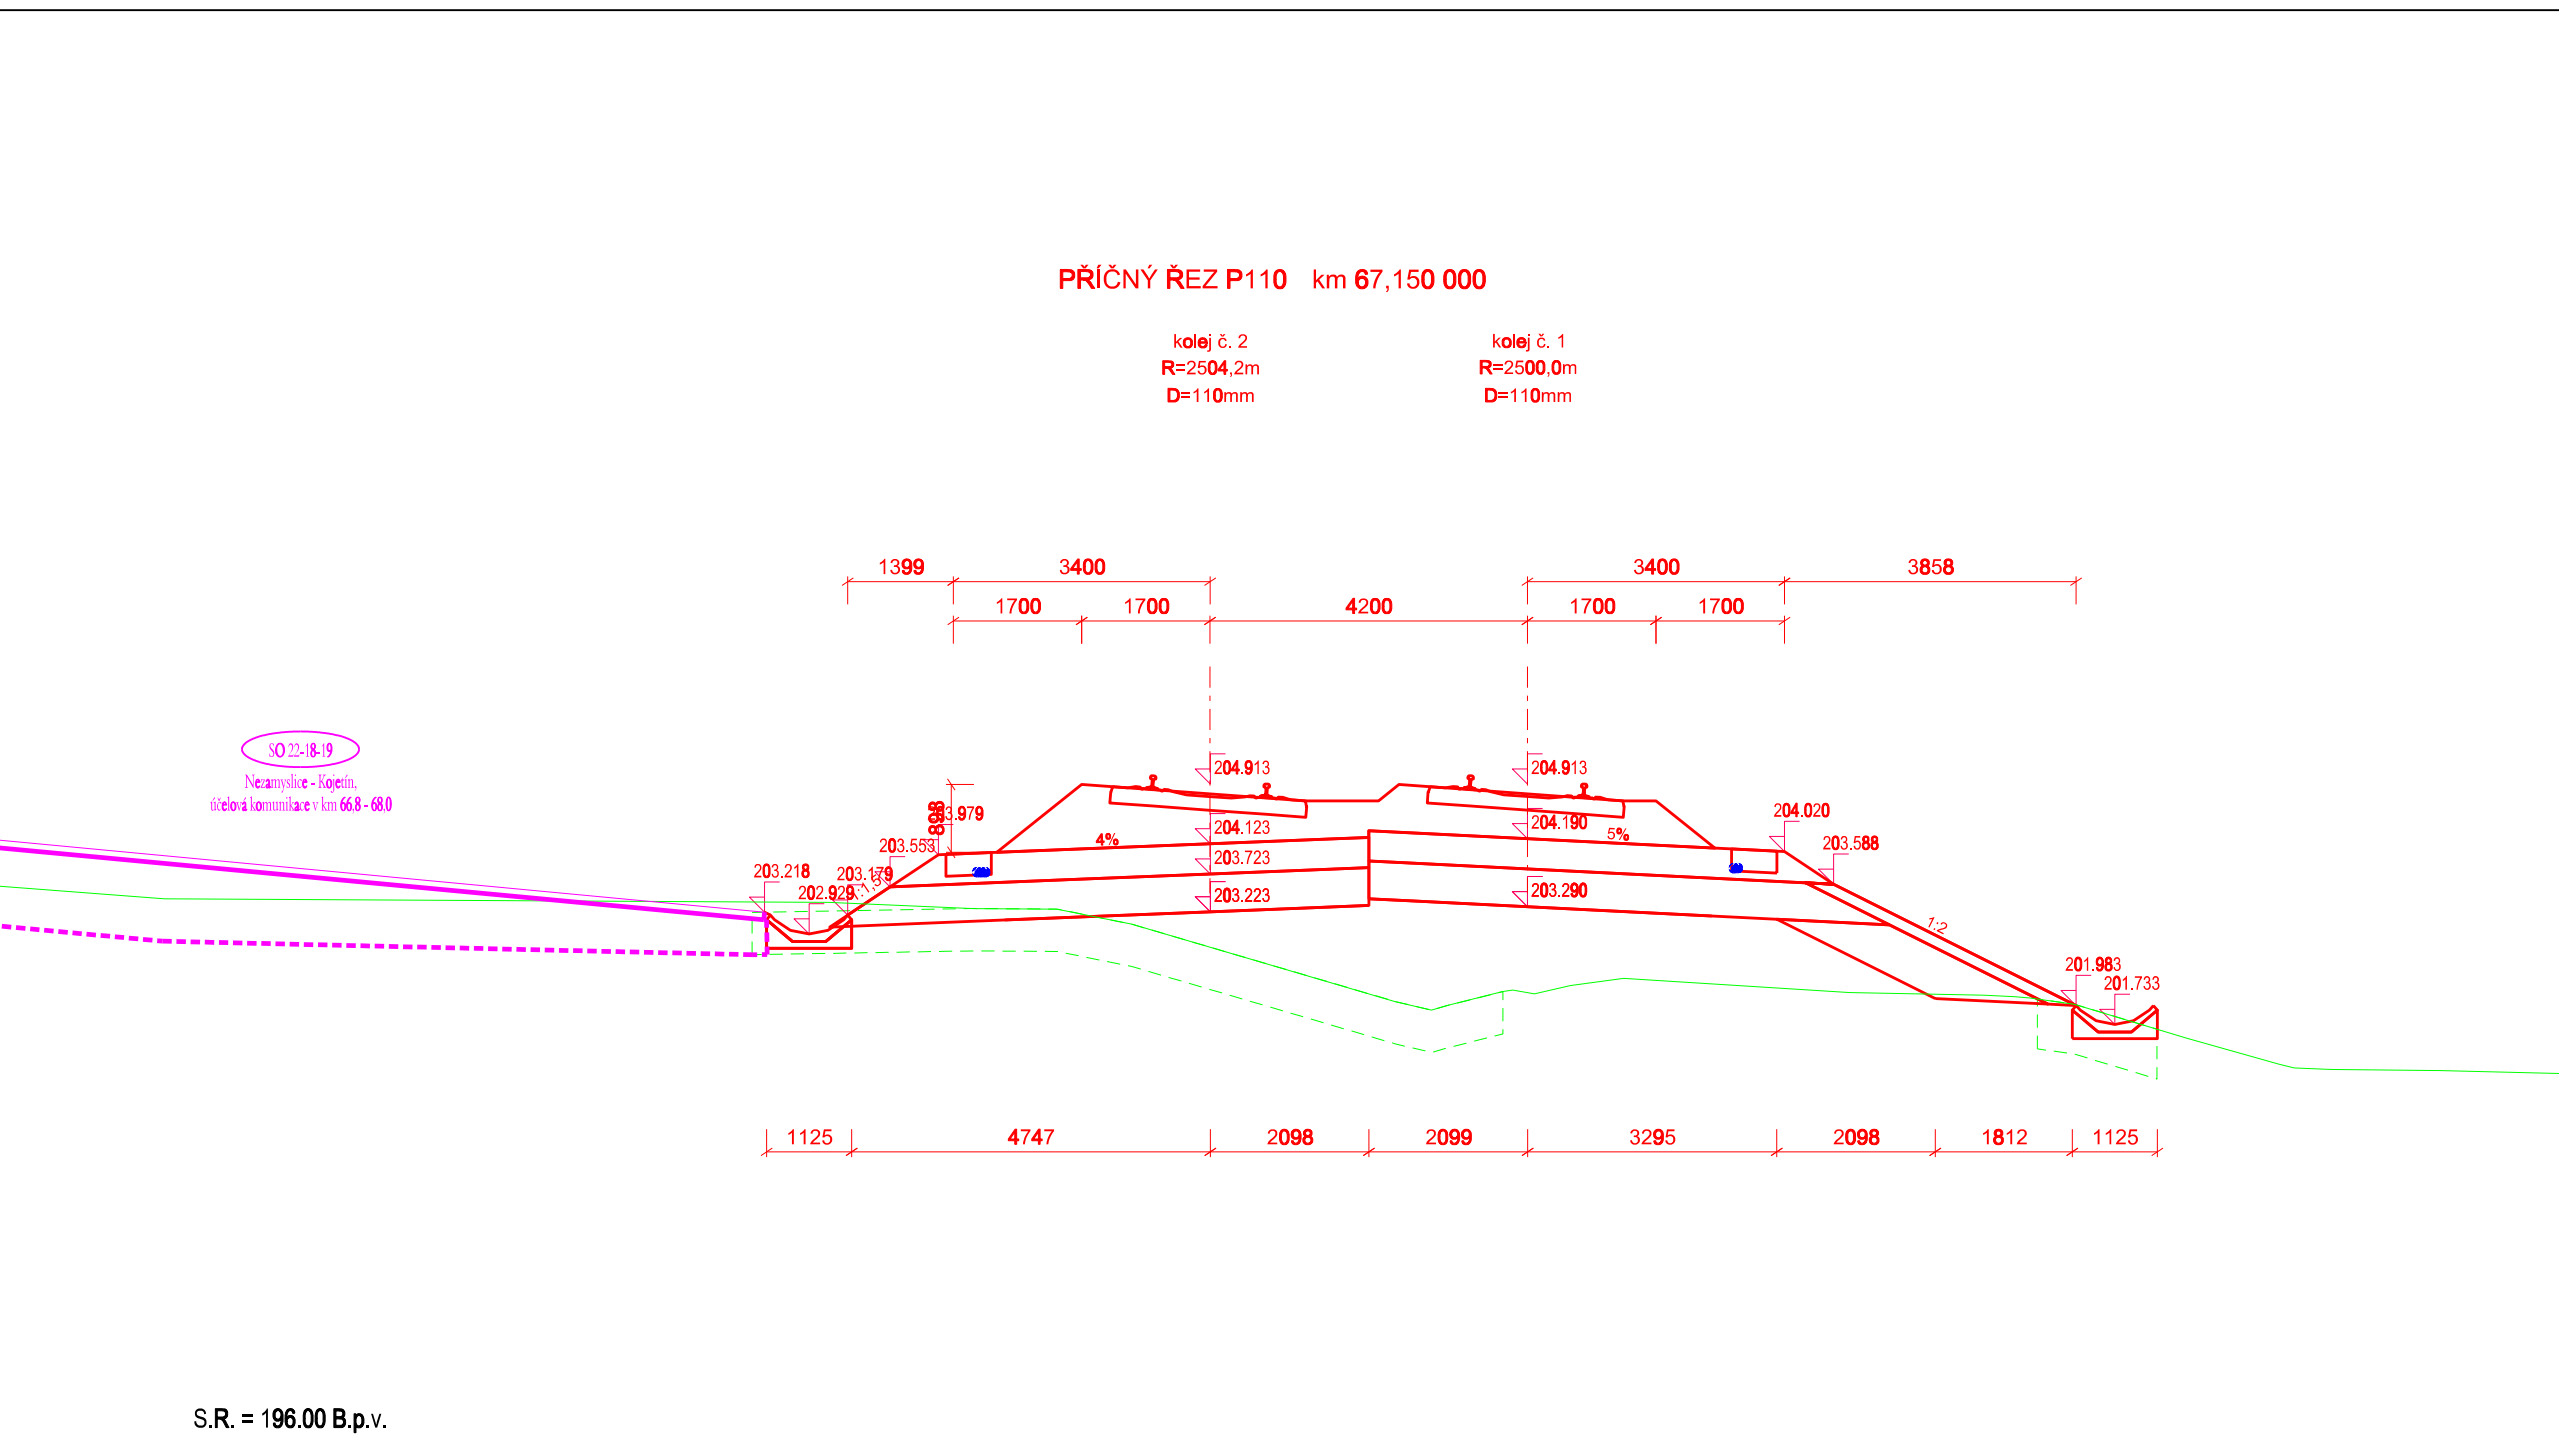 PŘÍČNÝ ŘEZ P110 km 67,150 000
kolej č. 2
R=2504,2m
D=110mm
kolej č. 1
R=2500,0m
D=110mm
1399 3400 3400 3858
1700 1700 4200 1700 1700
SO 22-18-19
Nezamyslice - Kojetín,
účelová komunikace v km 66,8 - 68,0
204.913 204.913
204.123 204.190
203.723
203.223 203.290
4% 5%
204.020
203.588
203.553
203.218
203.179
202.929
1:1,5
1:2
201.983
201.733
1125 4747 2098 2099 3295 2098 1812 1125
S.R. = 196.00 B.p.v.